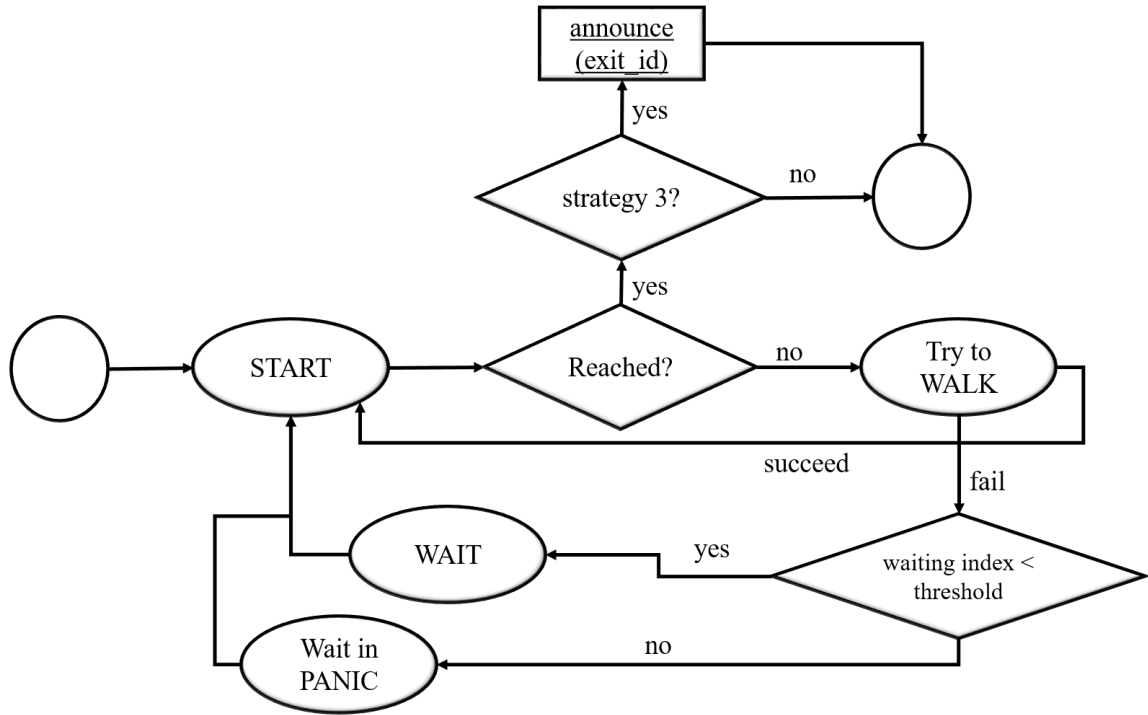 announce
(exit_id)
yes
strategy 3?
no
yes
START
Reached?
no
Try to
WALK
succeed
fail
WAIT
yes
waiting index <
threshold
Wait in
PANIC
no